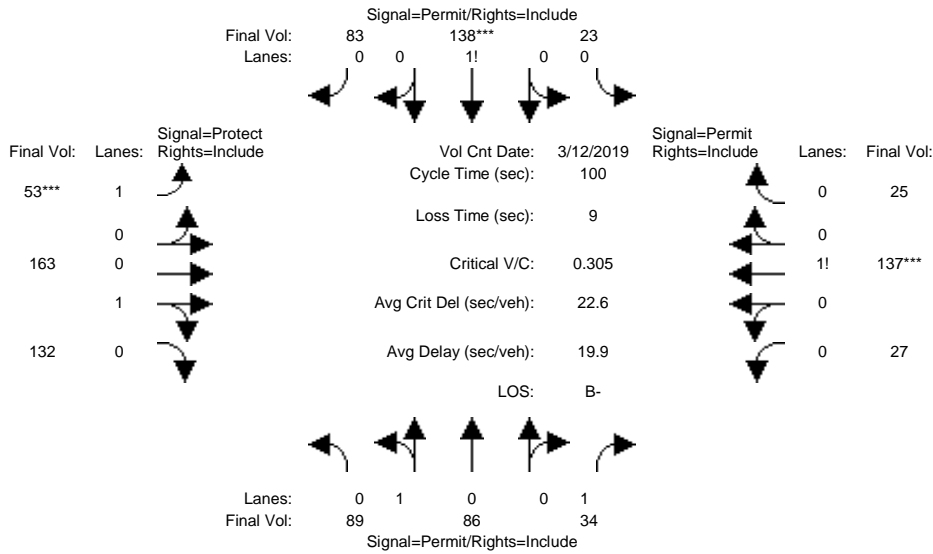 Signal=Permit/Rights=Include
Final Vol: 83 138*** 23
Lanes: 0 0 1! 0 0
Signal=Protect Signal=Permit
Final Vol: Lanes: Rights=Include Vol Cnt Date: 3/12/2019 Rights=Include Lanes: Final Vol:
Cycle Time (sec): 100
53*** 1 0 25
Loss Time (sec): 9
0 0
163 0 Critical V/C: 0.305 1! 137***
1 Avg Crit Del (sec/veh): 22.6 0
132 0 Avg Delay (sec/veh): 19.9 0 27
LOS: B-
Lanes: 0 1 0 0 1
Final Vol: 89 86 34
Signal=Permit/Rights=Include